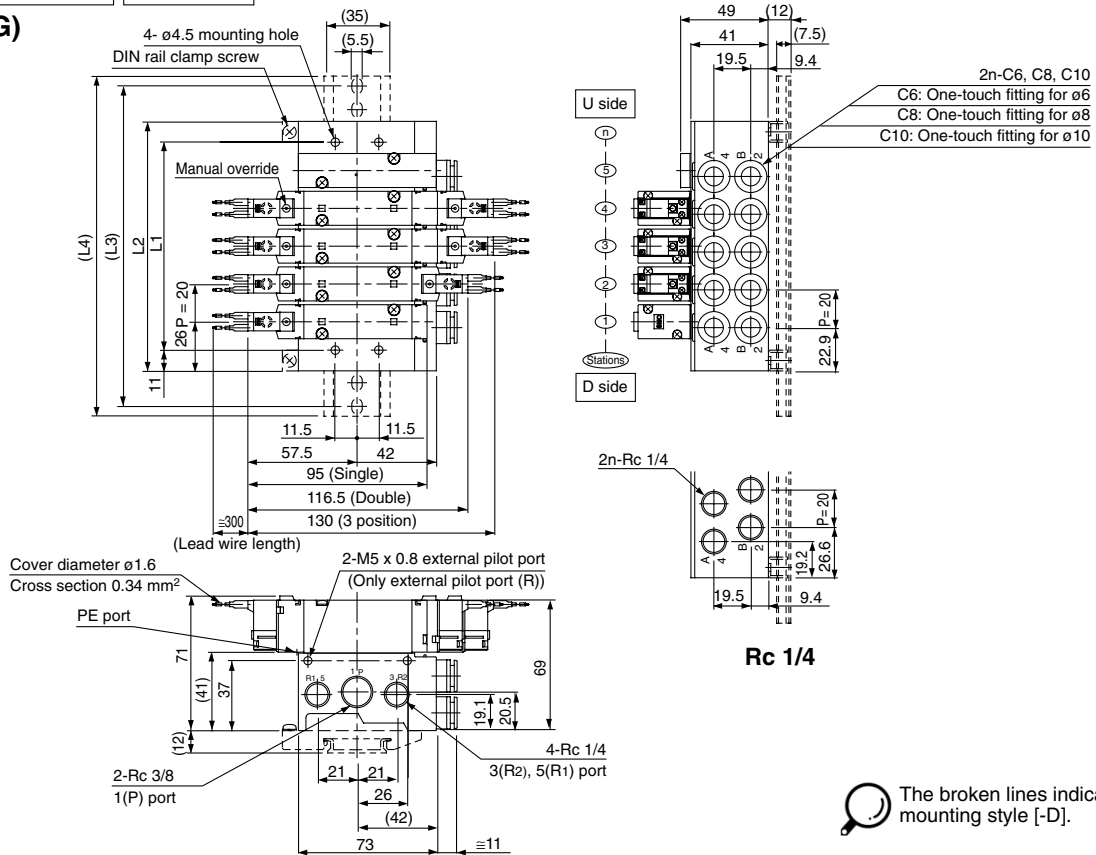 G)
(35)
(5.5)
4- ø4.5 mounting hole
DIN rail clamp screw
Manual override
(L4)
(L3)
L2
L1
P = 20
26
11
11.5
11.5
57.5
42
95 (Single)
116.5 (Double)
130 (3 position)
≅300
(Lead wire length)
49
(12)
41
(7.5)
19.5
9.4
2n-C6, C8, C10
C6: One-touch fitting for ø6
C8: One-touch fitting for ø8
C10: One-touch fitting for ø10
U side
n
5
4
3
2
1
Stations
D side
A
4
B
2
A
4
B
2
P=20
22.9
2n-Rc 1/4
A
4
B
2
P=20
19.2
26.6
19.5
9.4
Rc 1/4
Cover diameter ø1.6
Cross section 0.34 mm²
PE port
2-M5 x 0.8 external pilot port
(Only external pilot port (R))
71
(41)
37
(12)
R1 5
1 P
3 R2
19.1
20.5
69
2-Rc 3/8
1(P) port
21
21
26
(42)
73
≅11
4-Rc 1/4
3(R2), 5(R1) port
The broken lines indica
mounting style [-D].